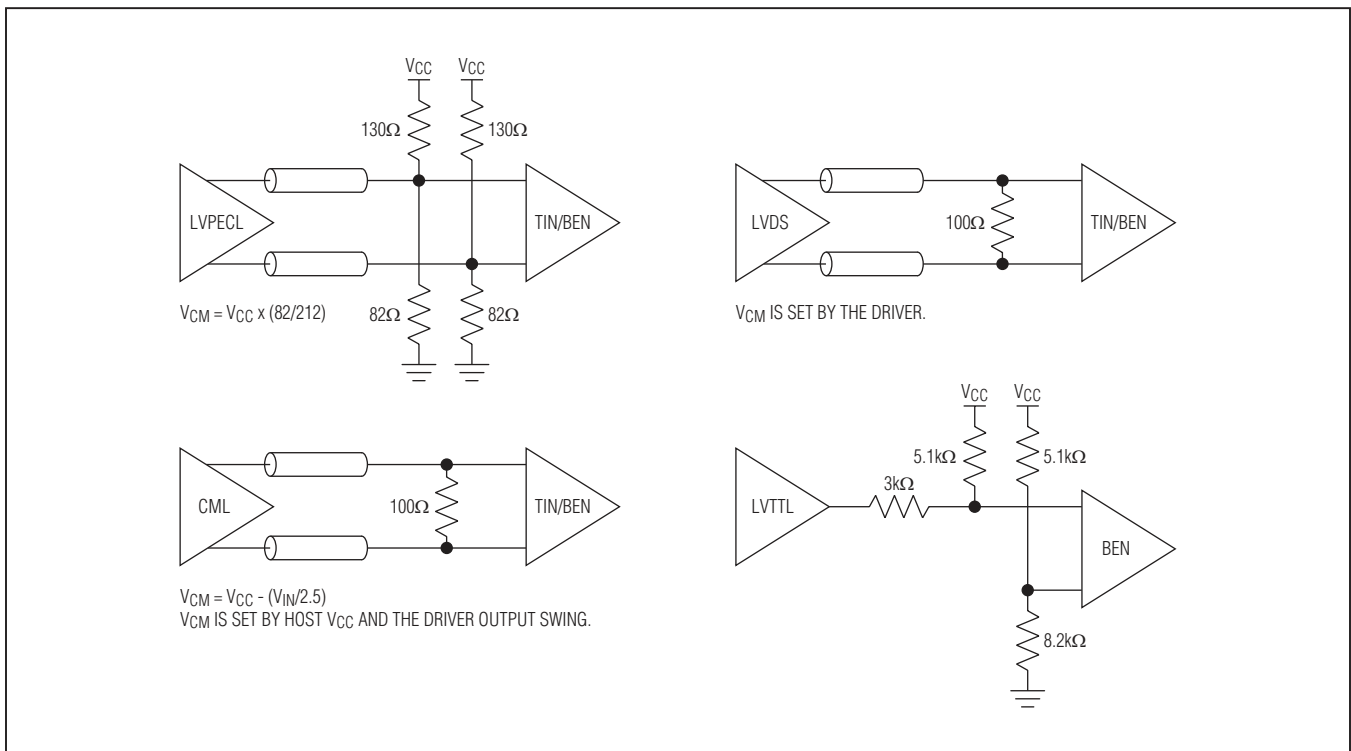 VCC VCC
130Ω 130Ω
LVPECL TIN/BEN
82Ω 82Ω
VCM = VCC x (82/212)
LVDS 100Ω TIN/BEN
VCM IS SET BY THE DRIVER.
CML 100Ω TIN/BEN
VCM = VCC - (VIN/2.5)
VCM IS SET BY HOST VCC AND THE DRIVER OUTPUT SWING.
VCC VCC
5.1kΩ 5.1kΩ
3kΩ
LVTTL
BEN
8.2kΩ